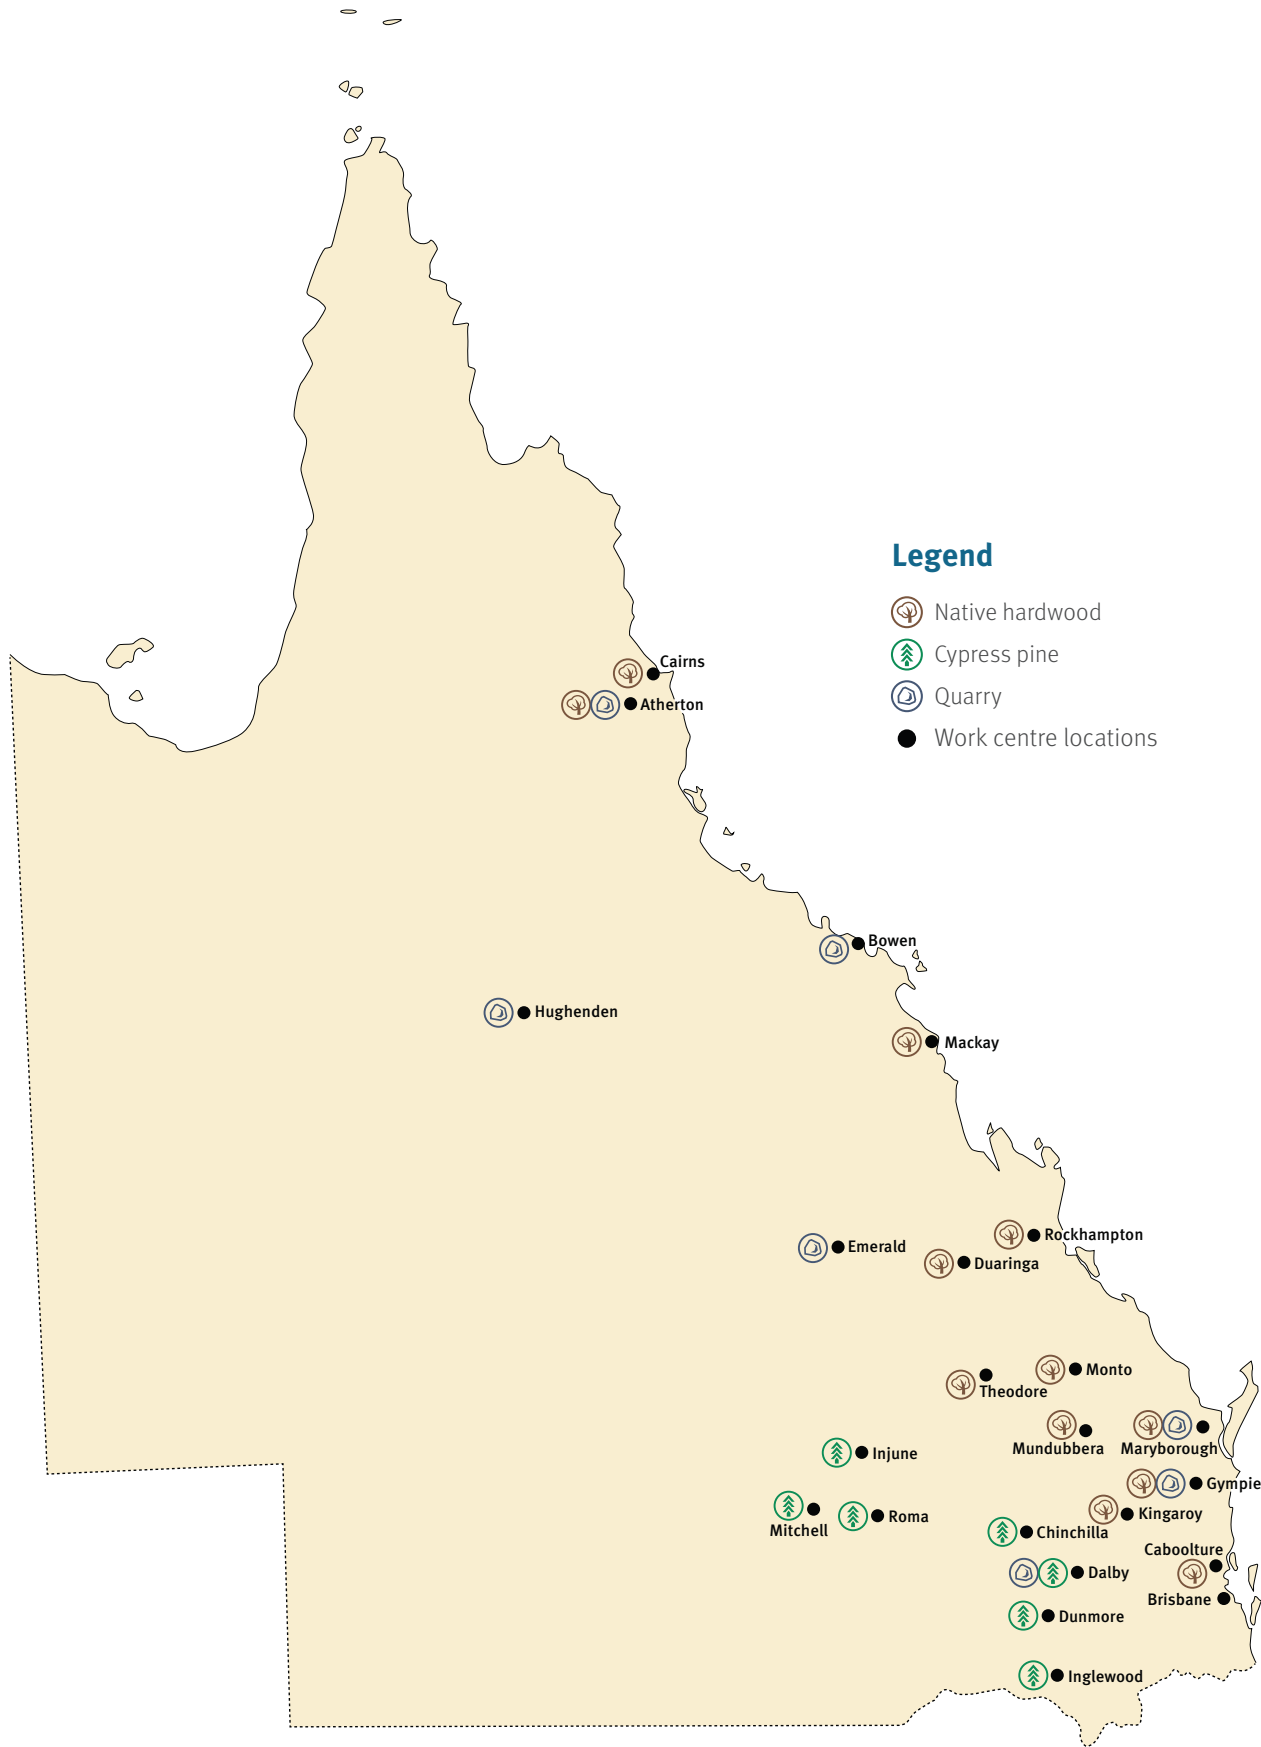 Legend
Native hardwood
Cypress pine
Quarry
Work centre locations
Cairns
Atherton
Bowen
Hughenden
Mackay
Rockhampton
Emerald
Duaringa
Monto
Theodore
Mundubbera
Maryborough
Injune
Gympie
Mitchell
Roma
Kingaroy
Chinchilla
Caboolture
Dalby
Brisbane
Dunmore
Inglewood